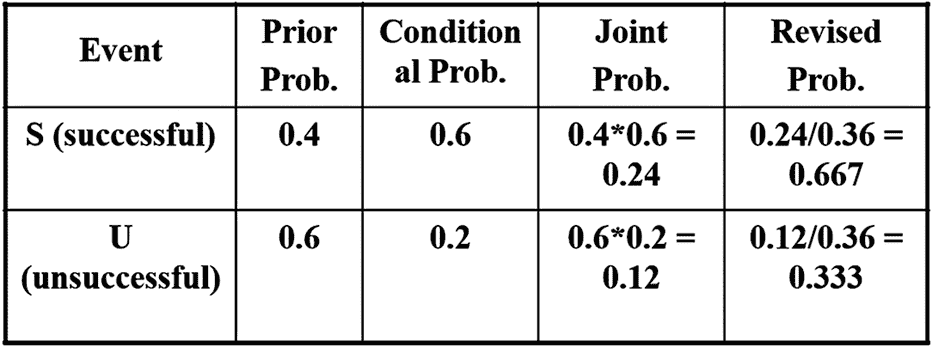 Event
Prior
Prob.
Condition
al Prob.
Joint
Prob.
Revised
Prob.
S (successful)
0.4
0.6
0.4*0.6 =
0.24
0.24/0.36 =
0.667
U
(unsuccessful)
0.6
0.2
0.6*0.2 =
0.12
0.12/0.36 =
0.333